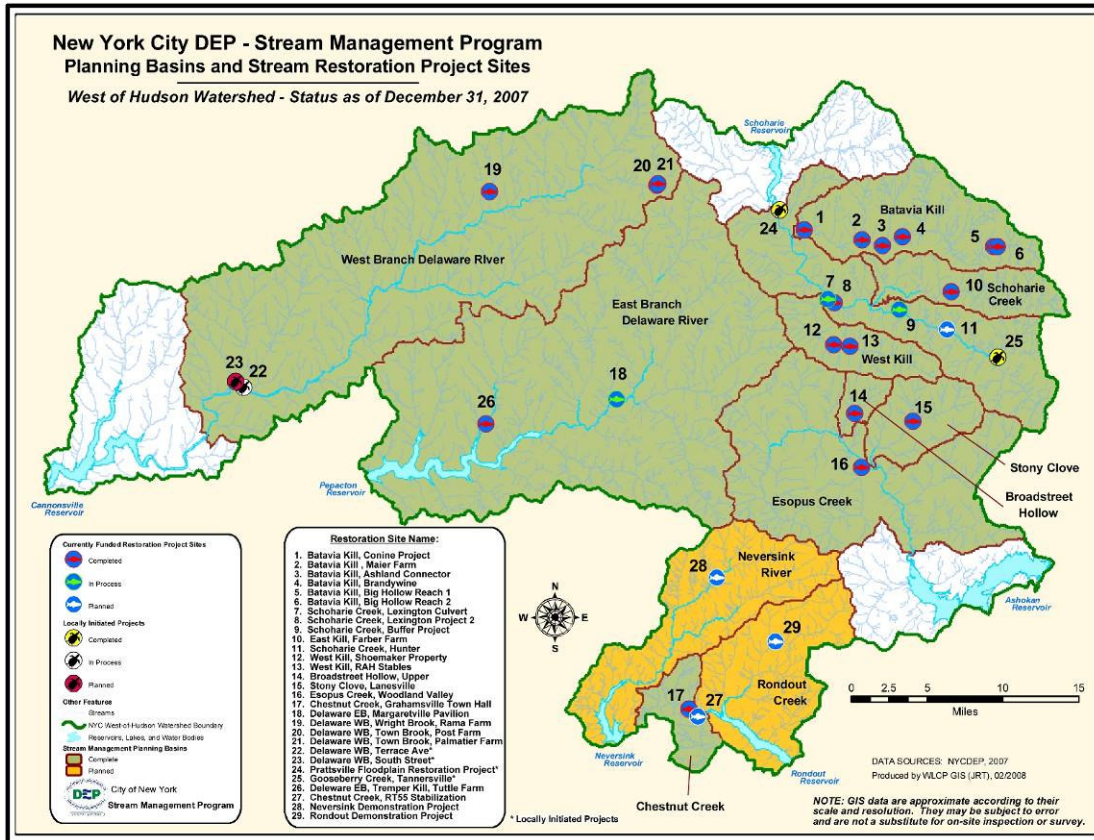 New York City DEP - Stream Management Program
Planning Basins and Stream Restoration Project Sites
West of Hudson Watershed - Status as of December 31, 2007
Schoharie
Reservoir
19
20 21
24
1
2
3
4
Batavia Kill
5
6
West Branch Delaware River
East Branch
Delaware River
7
8
10
Schoharie
Creek
9
11
12
13
West Kill
25
23
22
18
26
14
15
16
Stony Clove
Broadstreet
Hollow
Esopus Creek
Cannonsville
Reservoir
Pepacton
Reservoir
Ashokan
Reservoir
Neversink
River
28
29
Rondout
Creek
17
27
Neversink
Reservoir
Rondout
Reservoir
Chestnut Creek
Currently Funded Restoration Project Sites
Completed
In Process
Planned
Locally Initiated Projects
Completed
In Process
Planned
Other Features
Streams
NYC West-of-Hudson Watershed Boundary
Reservoirs, Lakes, and Water Bodies
Stream Management Planning Basins
Complete
Planned
DEP
City of New York
Stream Management Program
Restoration Site Name:
1. Batavia Kill, Conine Project
2. Batavia Kill , Maier Farm
3. Batavia Kill, Ashland Connector
4. Batavia Kill, Brandywine
5. Batavia Kill, Big Hollow Reach 1
6. Batavia Kill, Big Hollow Reach 2
7. Schoharie Creek, Lexington Culvert
8. Schoharie Creek, Lexington Project 2
9. Schoharie Creek, Buffer Project
10. East Kill, Farber Farm
11. Schoharie Creek, Hunter
12. West Kill, Shoemaker Property
13. West Kill, RAH Stables
14. Broadstreet Hollow, Upper
15. Stony Clove, Lanesville
16. Esopus Creek, Woodland Valley
17. Chestnut Creek, Grahamsville Town Hall
18. Delaware EB, Margaretville Pavilion
19. Delaware WB, Wright Brook, Rama Farm
20. Delaware WB, Town Brook, Post Farm
21. Delaware WB, Town Brook, Palmatier Farm
22. Delaware WB, Terrace Ave*
23. Delaware WB, South Street*
24. Prattsville Floodplain Restoration Project*
25. Gooseberry Creek, Tannersville*
26. Delaware EB, Tremper Kill, Tuttle Farm
27. Chestnut Creek, RT55 Stabilization
28. Neversink Demonstration Project
29. Rondout Demonstration Project
* Locally Initiated Projects
N
W
E
S
0 2.5 5 10 15
Miles
DATA SOURCES: NYCDEP, 2007
Produced by WLCP GIS (JRT), 02/2008
NOTE: GIS data are approximate according to their
scale and resolution. They may be subject to error
and are not a substitute for on-site inspection or survey.